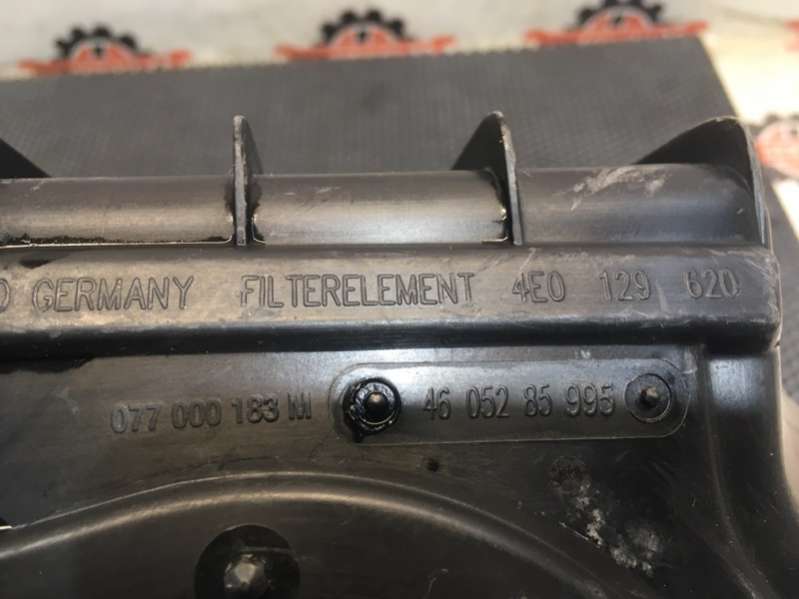 GERMANY FILTERELEMENT 4E0 129 620
077 000 183 M 46 052 85 995